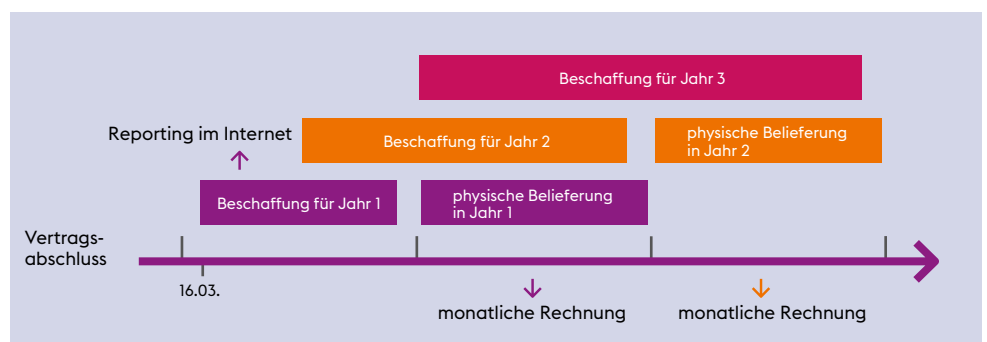 Beschaffung für Jahr 3
Reporting im Internet
Beschaffung für Jahr 2
physische Belieferung
in Jahr 2
Beschaffung für Jahr 1
physische Belieferung
in Jahr 1
Vertrags-
abschluss
16.03.
monatliche Rechnung
monatliche Rechnung